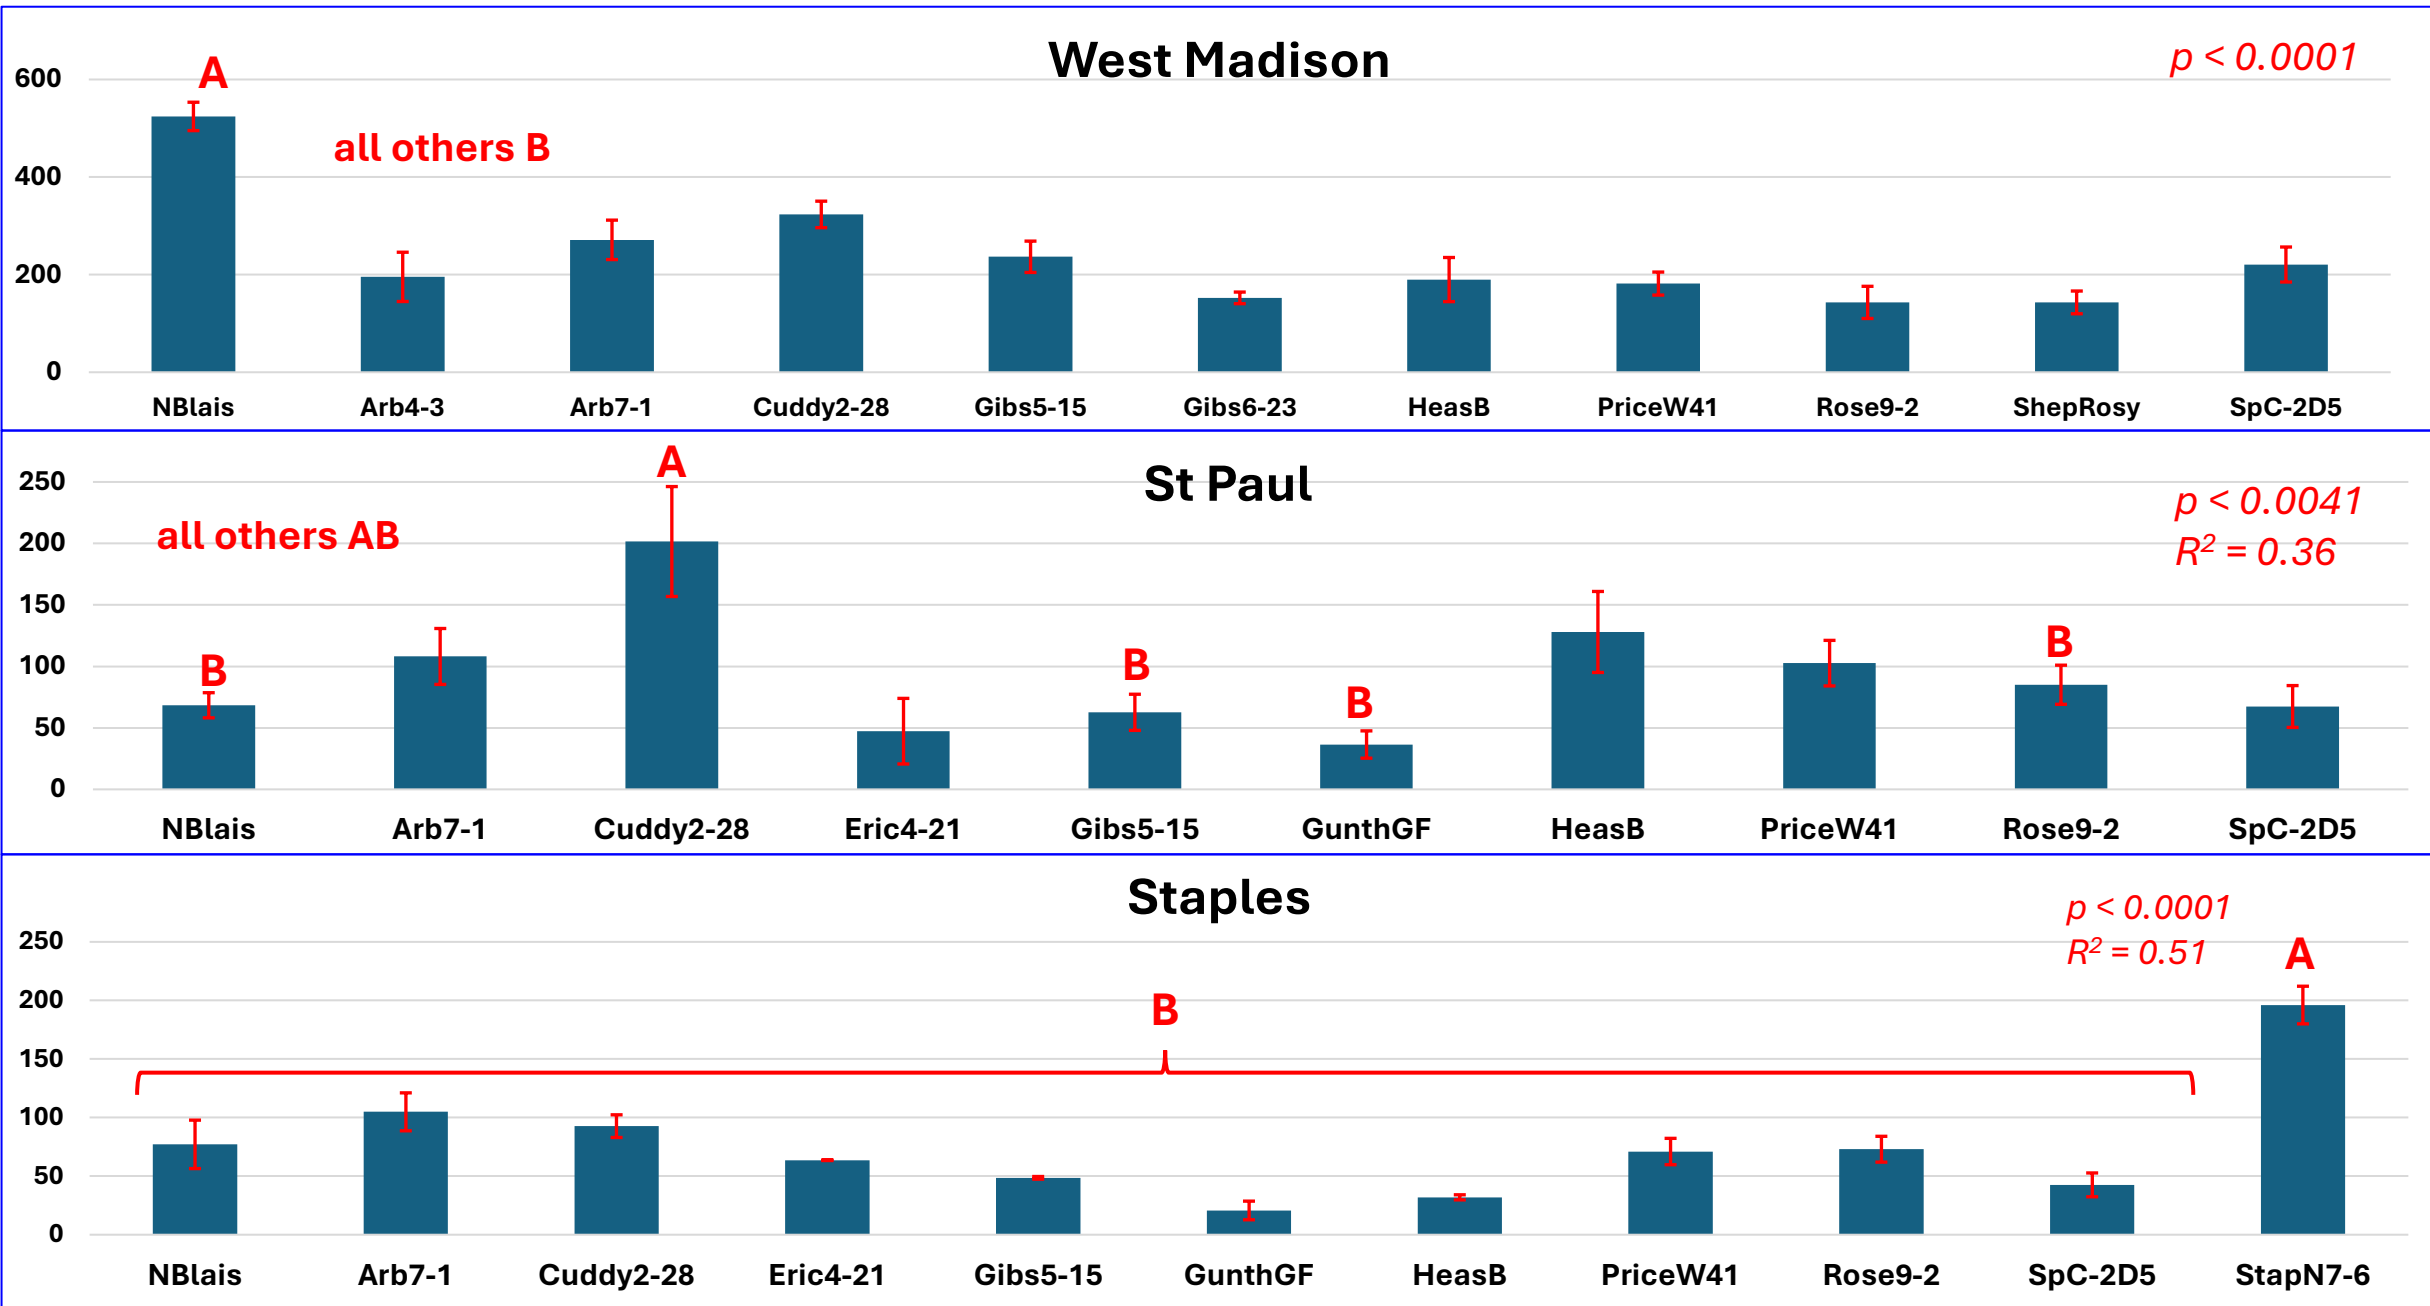 West Madison
p < 0.0001
600
400
200
0
A
all others B
NBlais Arb4-3 Arb7-1 Cuddy2-28 Gibs5-15 Gibs6-23 HeasB PriceW41 Rose9-2 ShepRosy SpC-2D5
St Paul
p < 0.0041
R² = 0.36
250
200
150
100
50
0
all others AB
B
A
B
B
B
NBlais Arb7-1 Cuddy2-28 Eric4-21 Gibs5-15 GunthGF HeasB PriceW41 Rose9-2 SpC-2D5
Staples
p < 0.0001
R² = 0.51
250
200
150
100
50
0
B
A
NBlais Arb7-1 Cuddy2-28 Eric4-21 Gibs5-15 GunthGF HeasB PriceW41 Rose9-2 SpC-2D5 StapN7-6